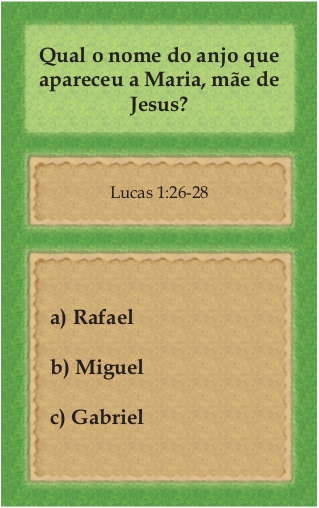 Qual o nome do anjo que
apareceu a Maria, mãe de
Jesus?
Lucas 1:26-28
a) Rafael
b) Miguel
c) Gabriel